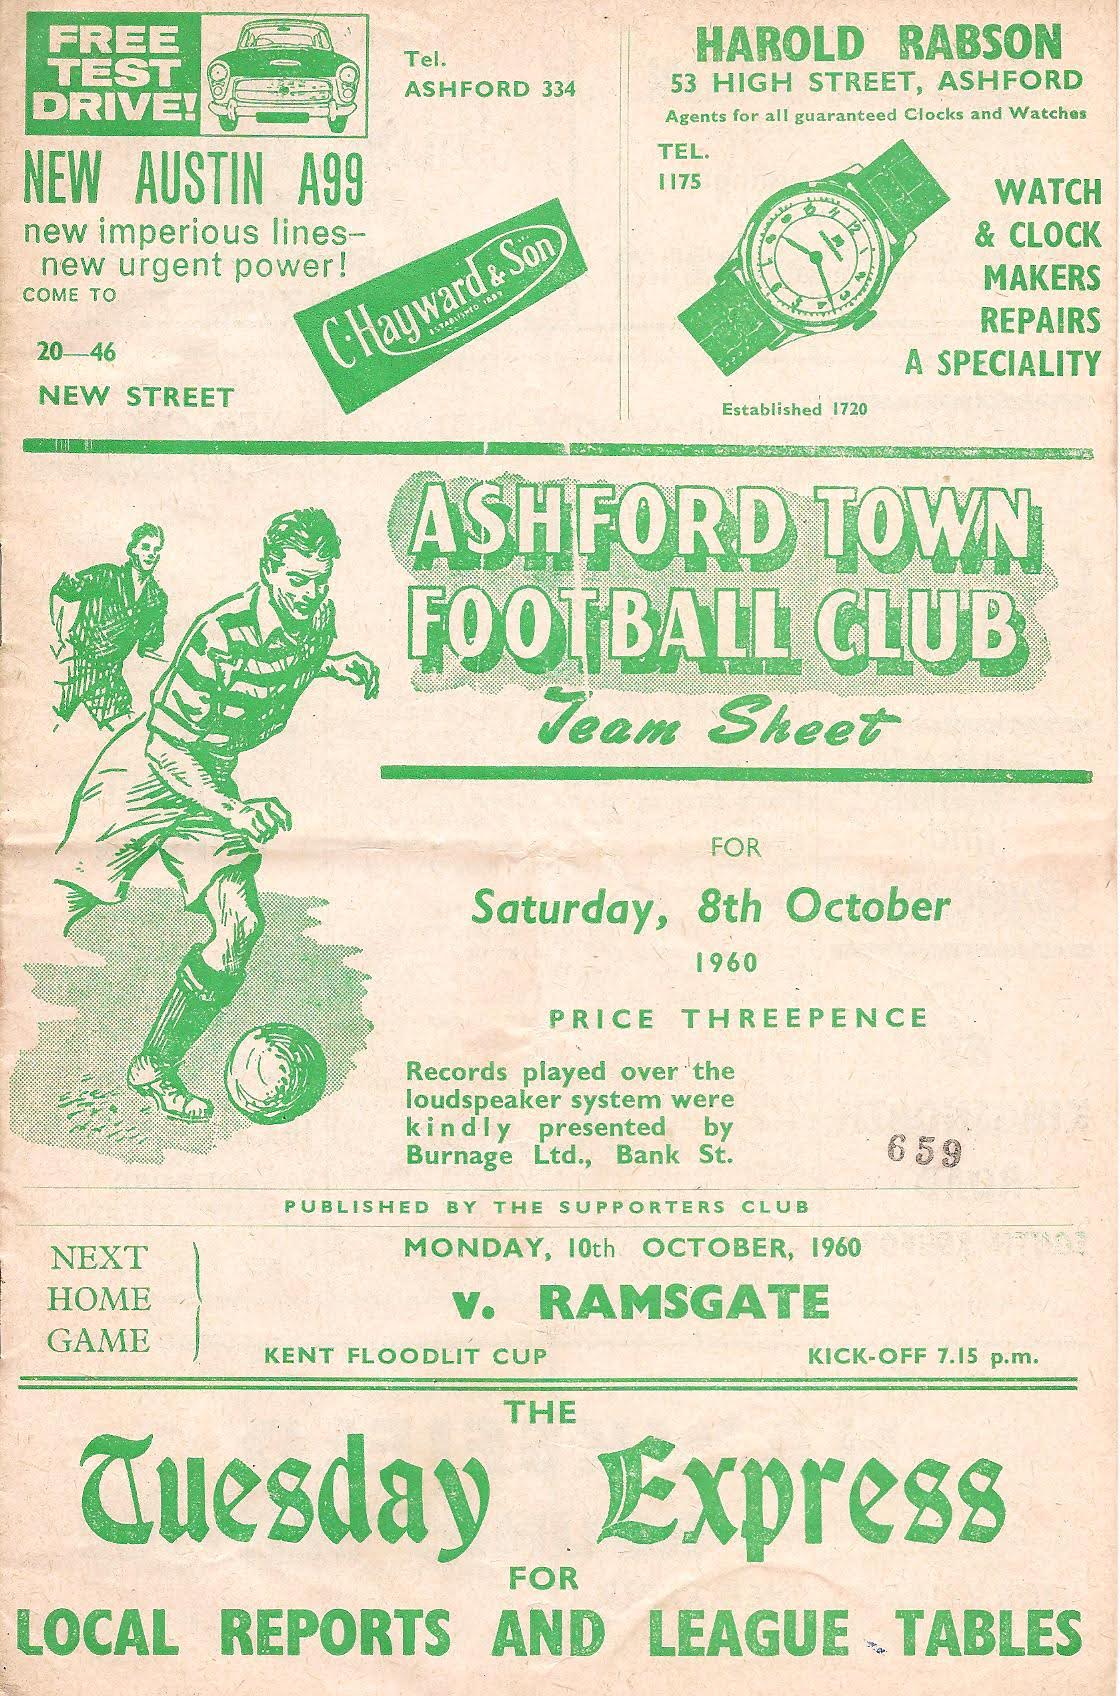 FREE
TEST
DRIVE!
NEW AUSTIN A99
new imperious lines—
new urgent power!
COME TO
20—46
NEW STREET
Tel.
ASHFORD 334
C. Hayward & Son
ESTABLISHED
HAROLD RABSON
53 HIGH STREET, ASHFORD
Agents for all guaranteed Clocks and Watches
TEL.
1175
WATCH
& CLOCK
MAKERS
REPAIRS
A SPECIALITY
Established 1720
ASHFORD TOWN
FOOTBALL CLUB
Team Sheet
FOR
Saturday, 8th October
1960
PRICE THREEPENCE
Records played over the
loudspeaker system were
kindly presented by
Burnage Ltd., Bank St.
659
PUBLISHED BY THE SUPPORTERS CLUB
NEXT
HOME
GAME
MONDAY, 10th OCTOBER, 1960
v. RAMSGATE
KENT FLOODLIT CUP
KICK-OFF 7.15 p.m.
THE
Tuesday Express
FOR
LOCAL REPORTS AND LEAGUE TABLES